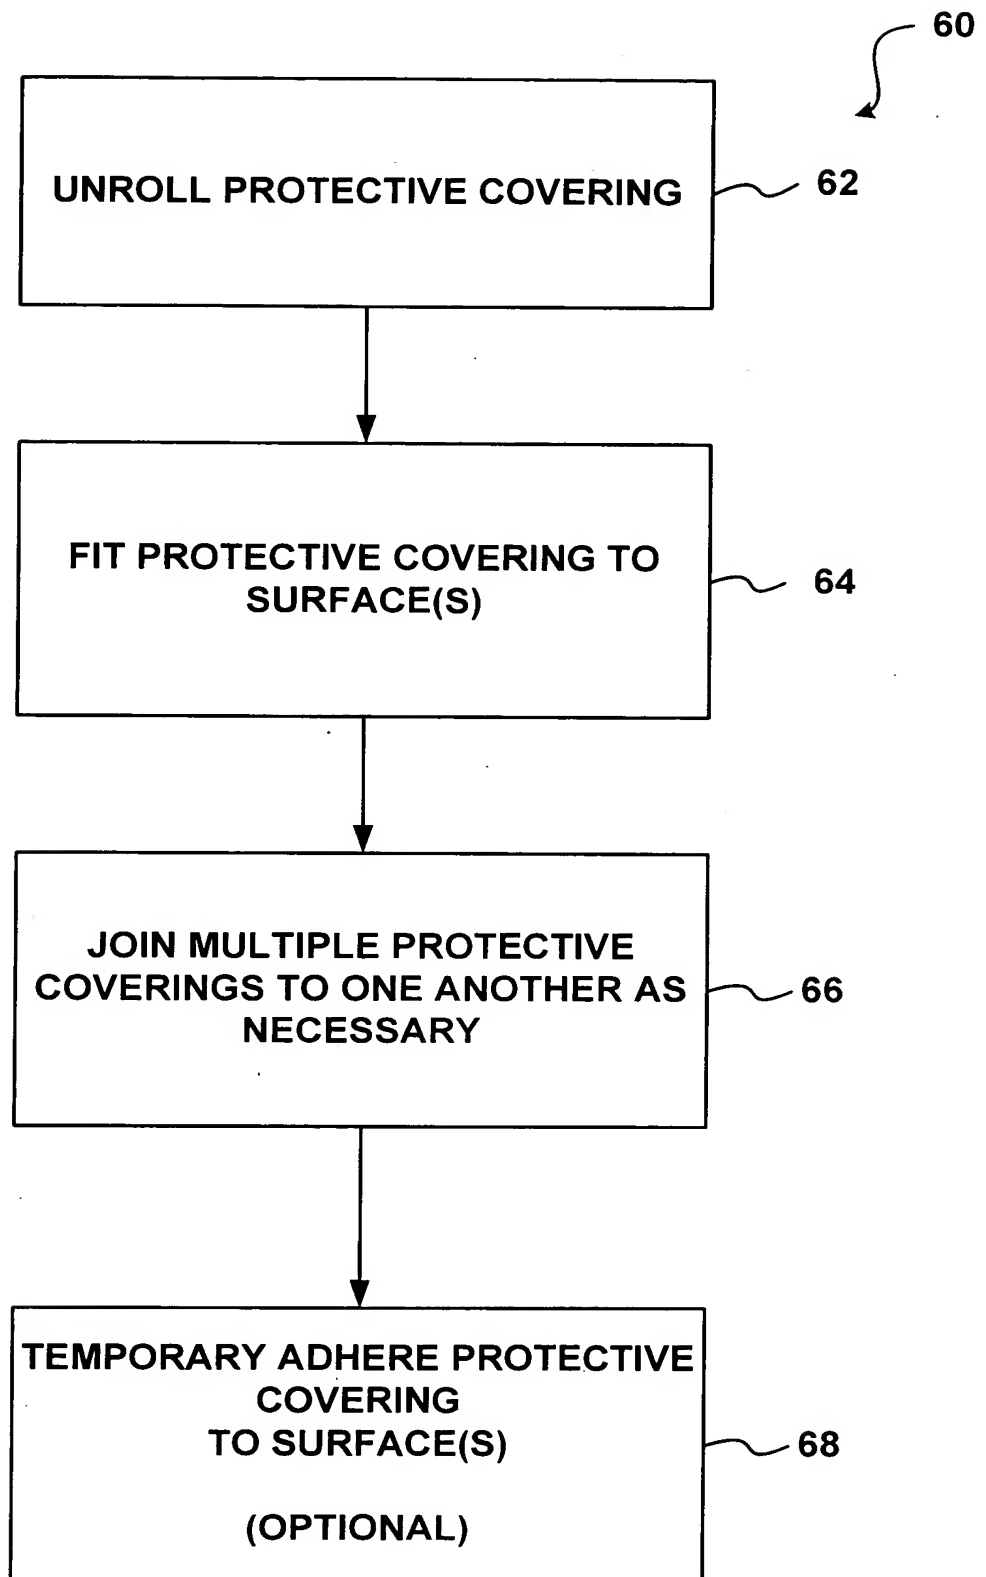 60
UNROLL PROTECTIVE COVERING
62
FIT PROTECTIVE COVERING TO
SURFACE(S)
64
JOIN MULTIPLE PROTECTIVE
COVERINGS TO ONE ANOTHER AS
NECESSARY
66
TEMPORARY ADHERE PROTECTIVE
COVERING
TO SURFACE(S)
68
(OPTIONAL)